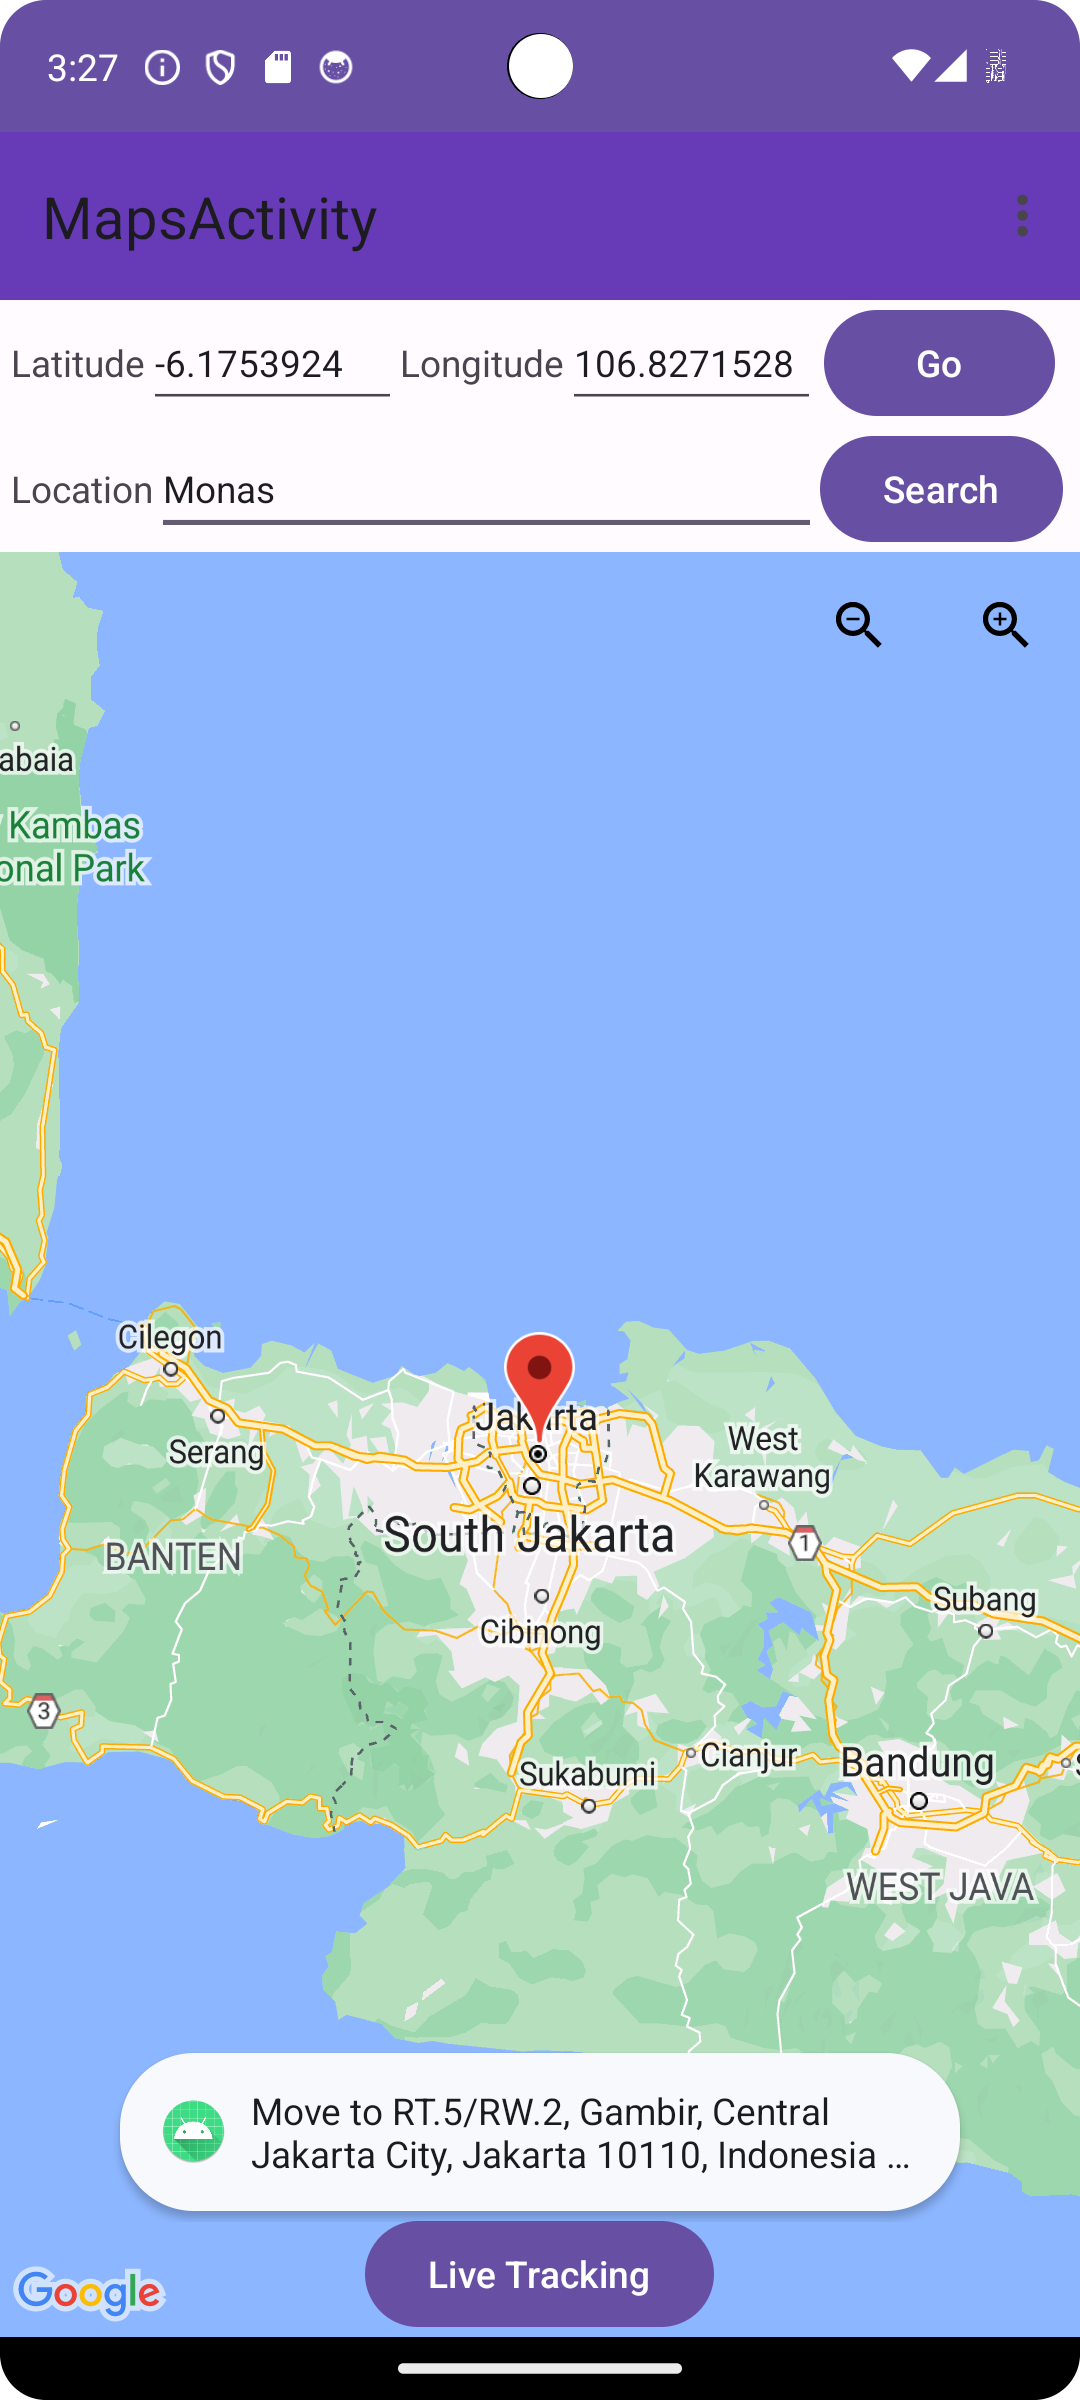 3:27
MapsActivity
Latitude -6.1753924 Longitude 106.8271528 Go
Location Monas Search
abaia
Kambas
onal Park
Cilegon
Jakarta
Serang
West
Karawang
South Jakarta
1
BANTEN
Subang
Cibinong
3
Cianjur
Bandung
Sukabumi
WEST JAVA
Move to RT.5/RW.2, Gambir, Central
Jakarta City, Jakarta 10110, Indonesia ...
Live Tracking
Google